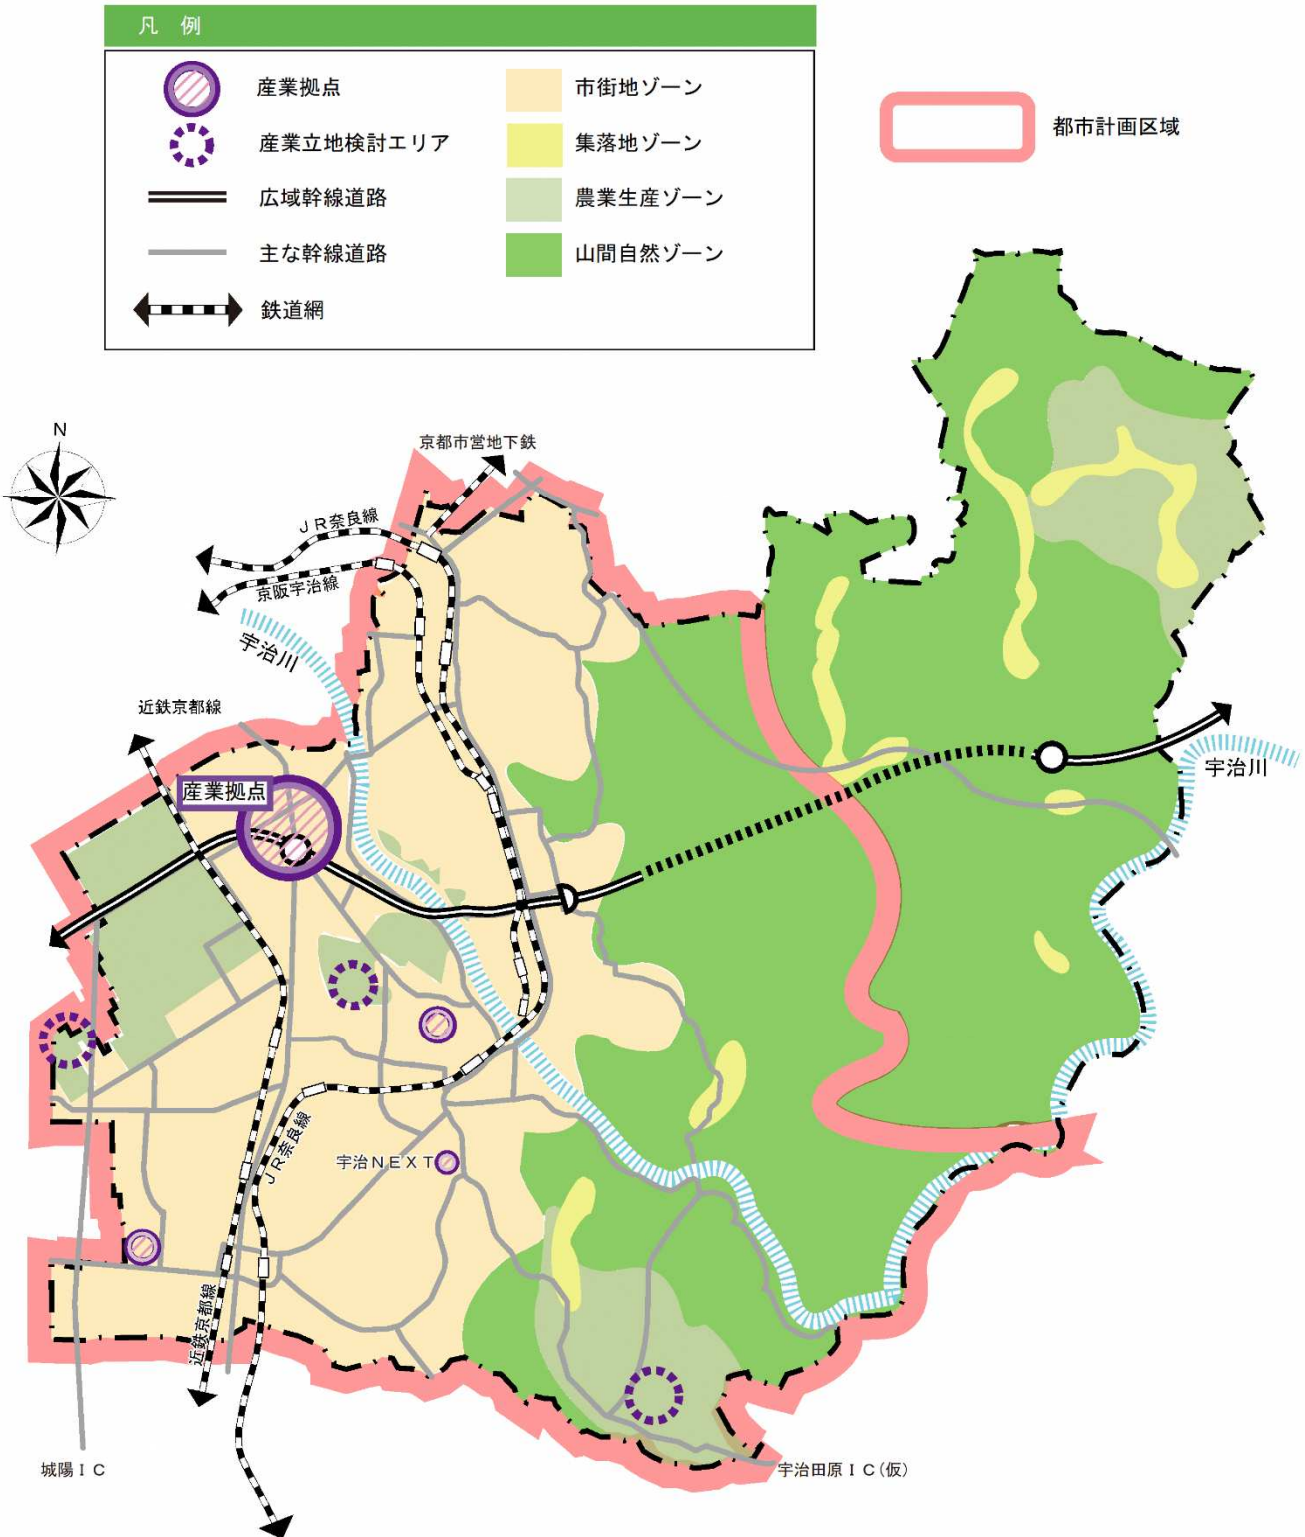 凡 例
産業拠点
産業立地検討エリア
広域幹線道路
主な幹線道路
鉄道網
市街地ゾーン
集落地ゾーン
農業生産ゾーン
山間自然ゾーン
都市計画区域
N
京都市営地下鉄
JR奈良線
京阪宇治線
宇治川
近鉄京都線
産業拠点
宇治川
JR奈良線
宇治NEXT
近鉄京都線
城陽IC
宇治田原IC(仮)